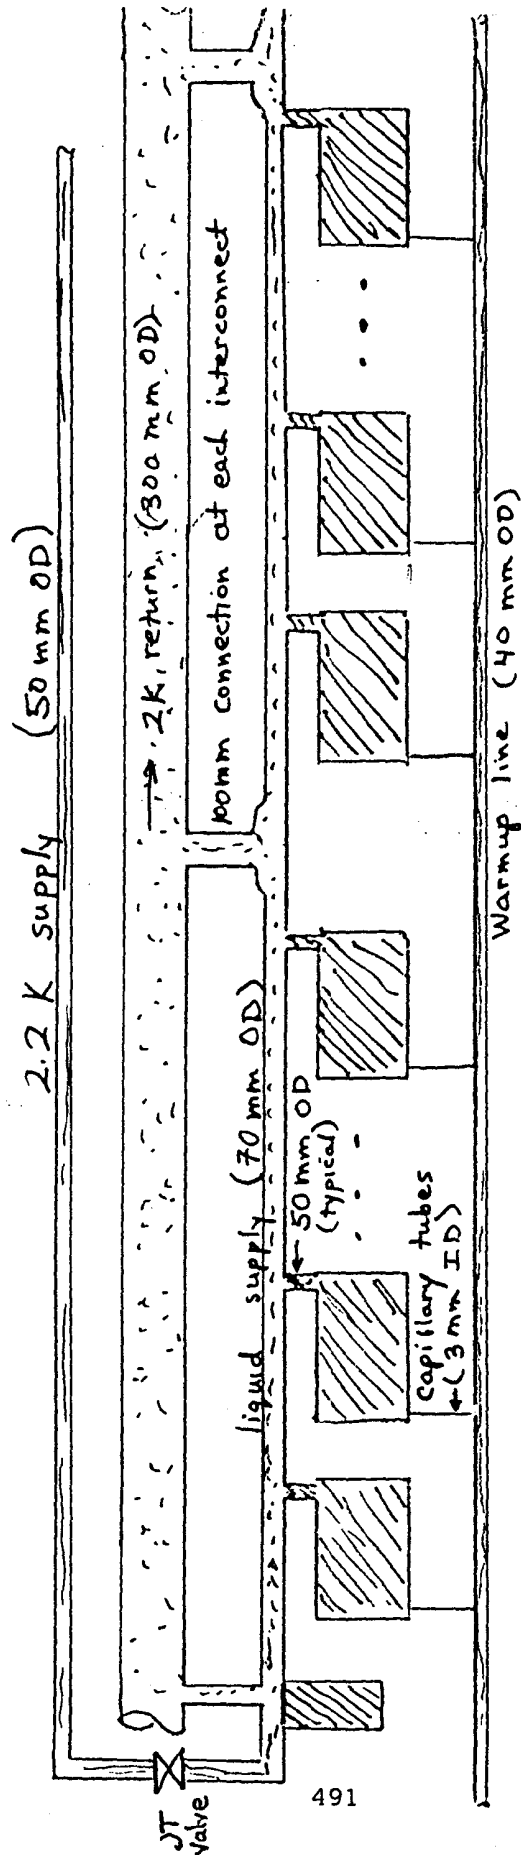 2.2 K supply (50 mm OD)
2K return (300 mm OD)
100mm connection at each interconnect
liquid supply (70 mm OD)
← 50 mm OD
(typical)
Capillary tubes
←(3 mm ID)
Warmup line (40 mm OD)
JT
valve
491